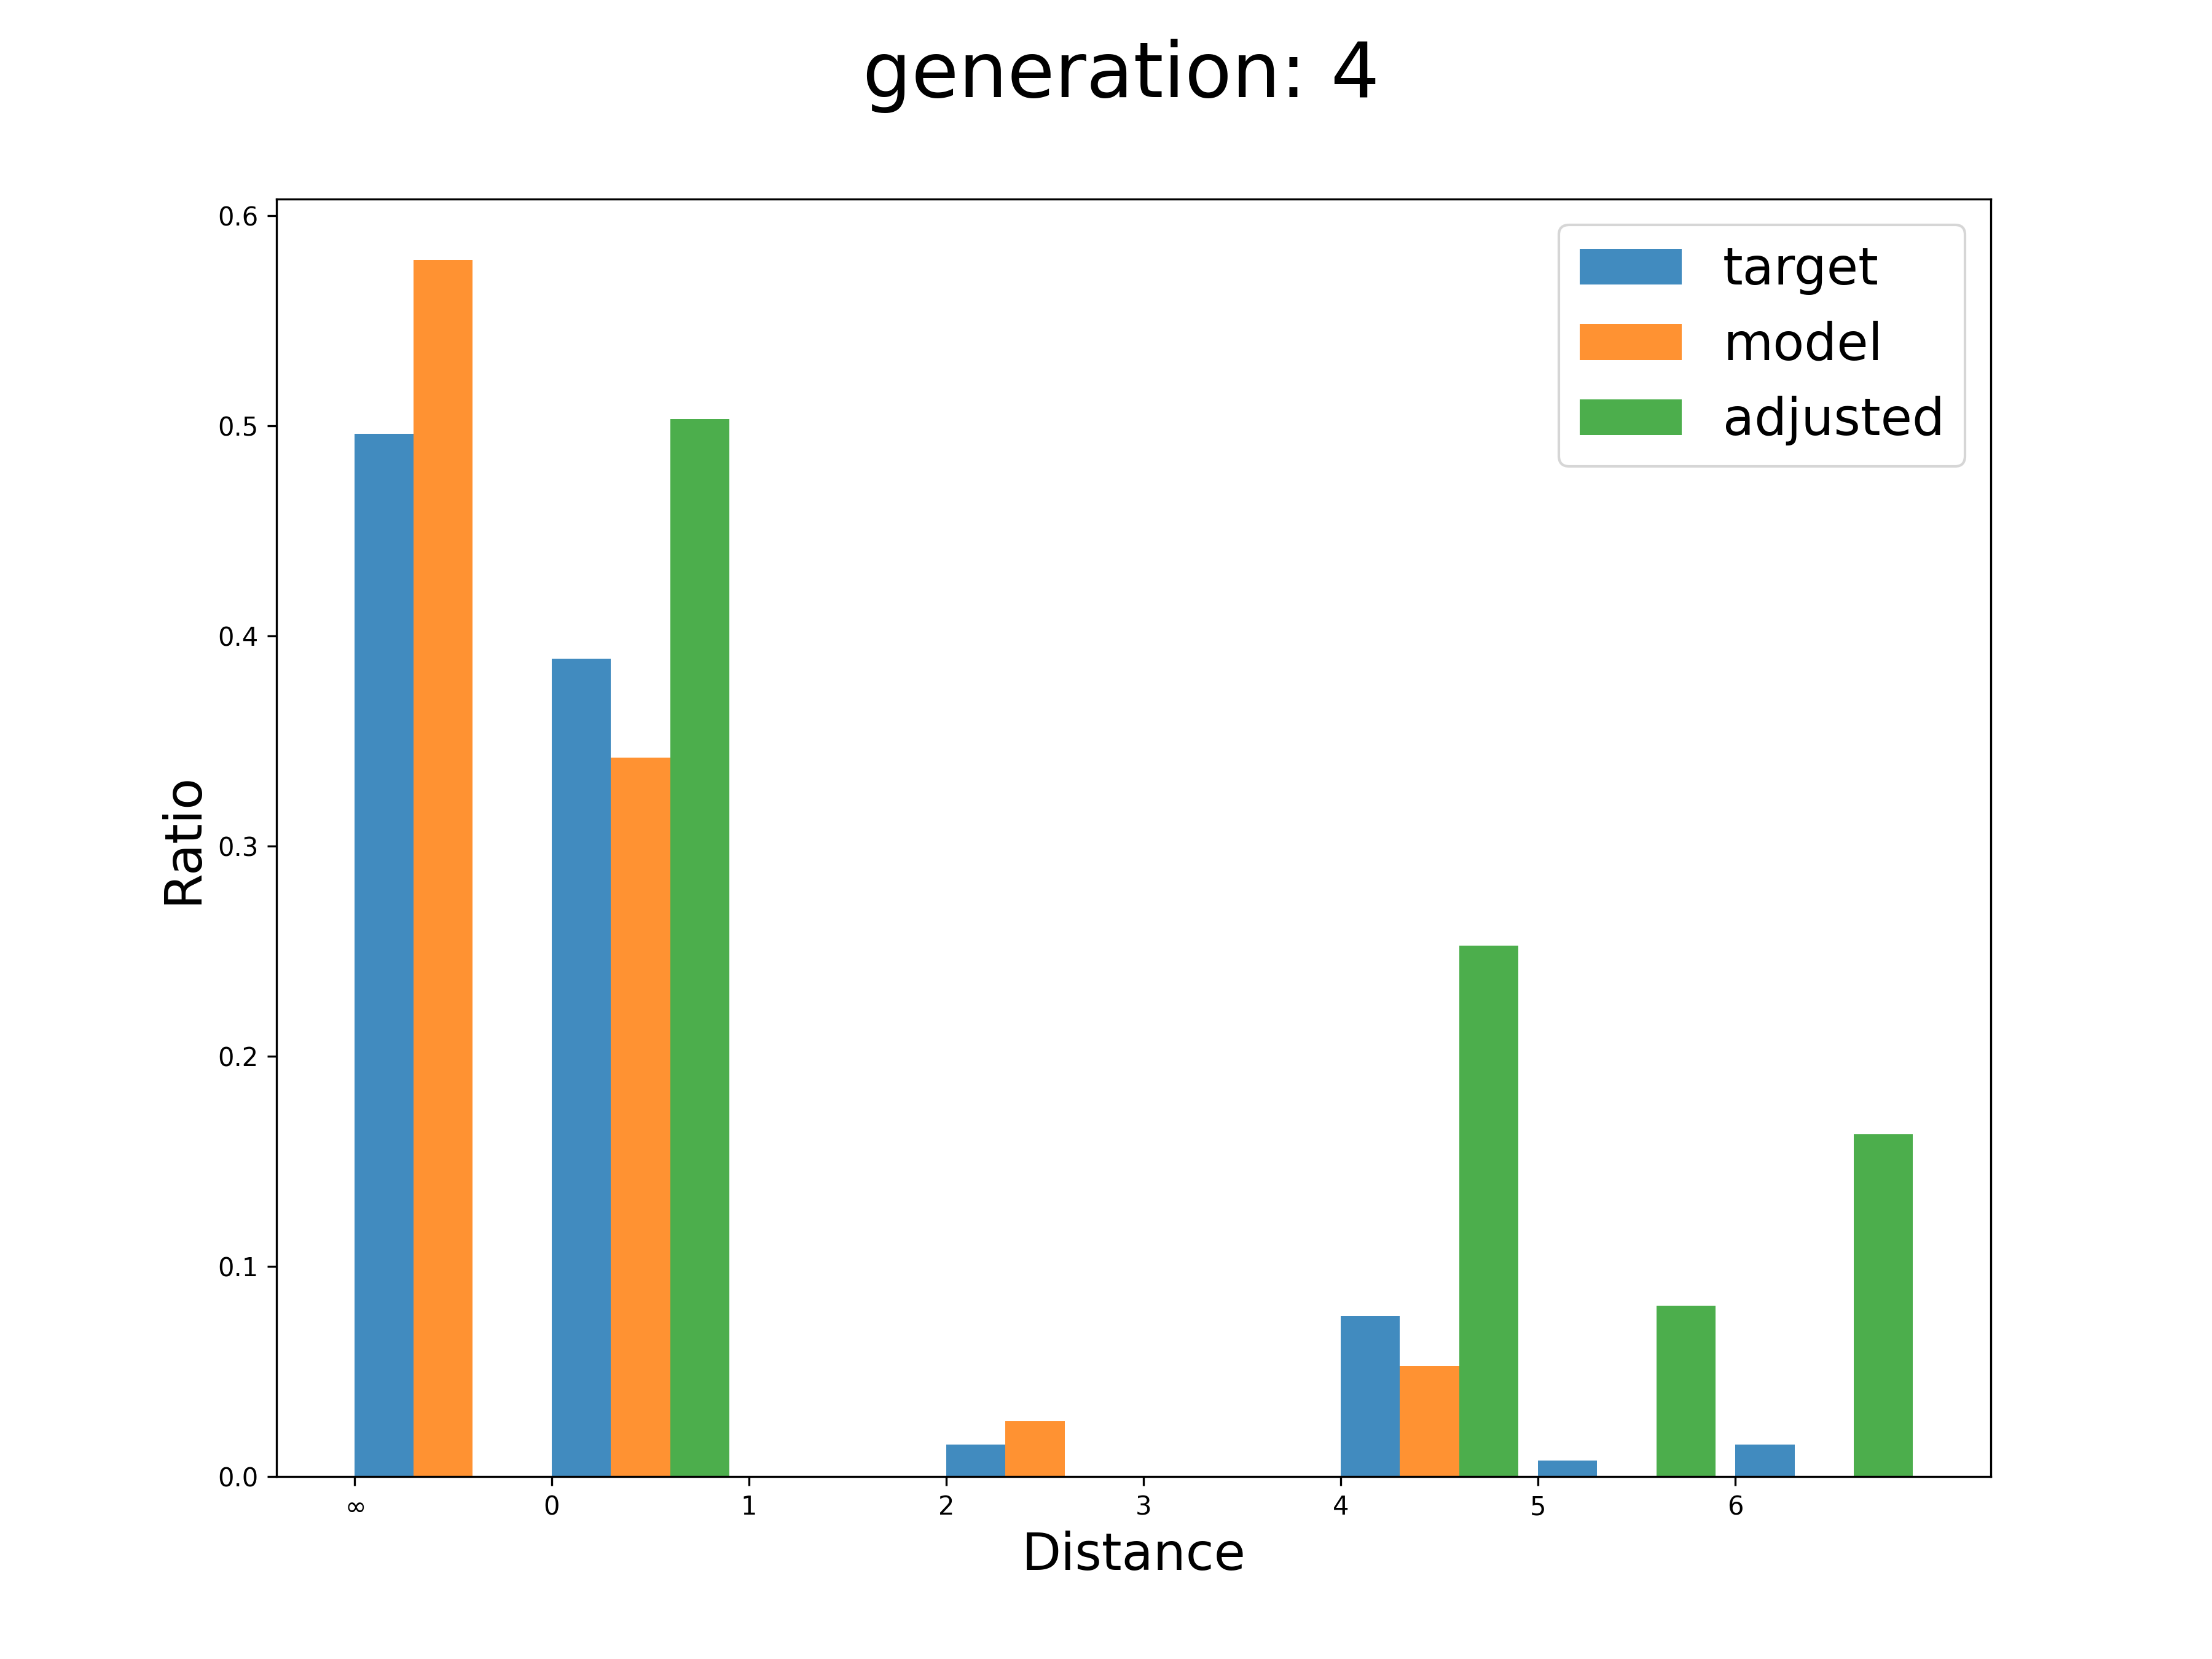 generation: 4
target
model
adjusted
Ratio
0.6
0.5
0.4
0.3
0.2
0.1
0.0
∞ 0 1 2 3 4 5 6
Distance